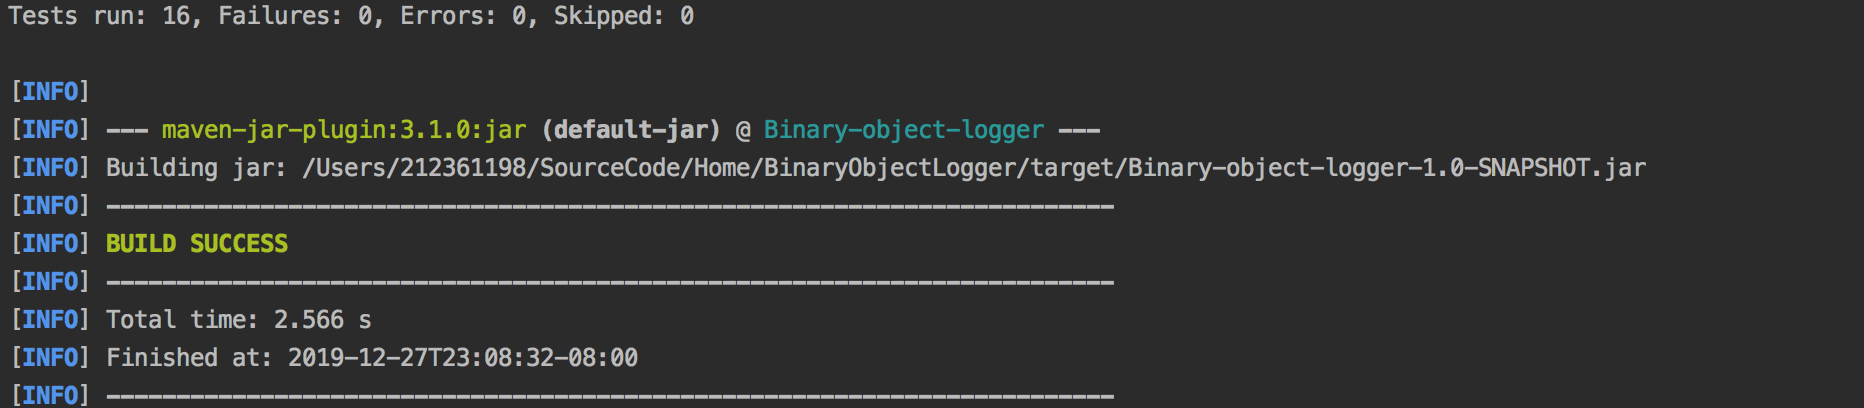 Tests run: 16, Failures: 0, Errors: 0, Skipped: 0
[INFO]
[INFO] --- maven-jar-plugin:3.1.0:jar (default-jar) @ Binary-object-logger ---
[INFO] Building jar: /Users/212361198/SourceCode/Home/BinaryObjectLogger/target/Binary-object-logger-1.0-SNAPSHOT.jar
[INFO] ------------------------------------------------------------------------
[INFO] BUILD SUCCESS
[INFO] ------------------------------------------------------------------------
[INFO] Total time: 2.566 s
[INFO] Finished at: 2019-12-27T23:08:32-08:00
[INFO] ------------------------------------------------------------------------